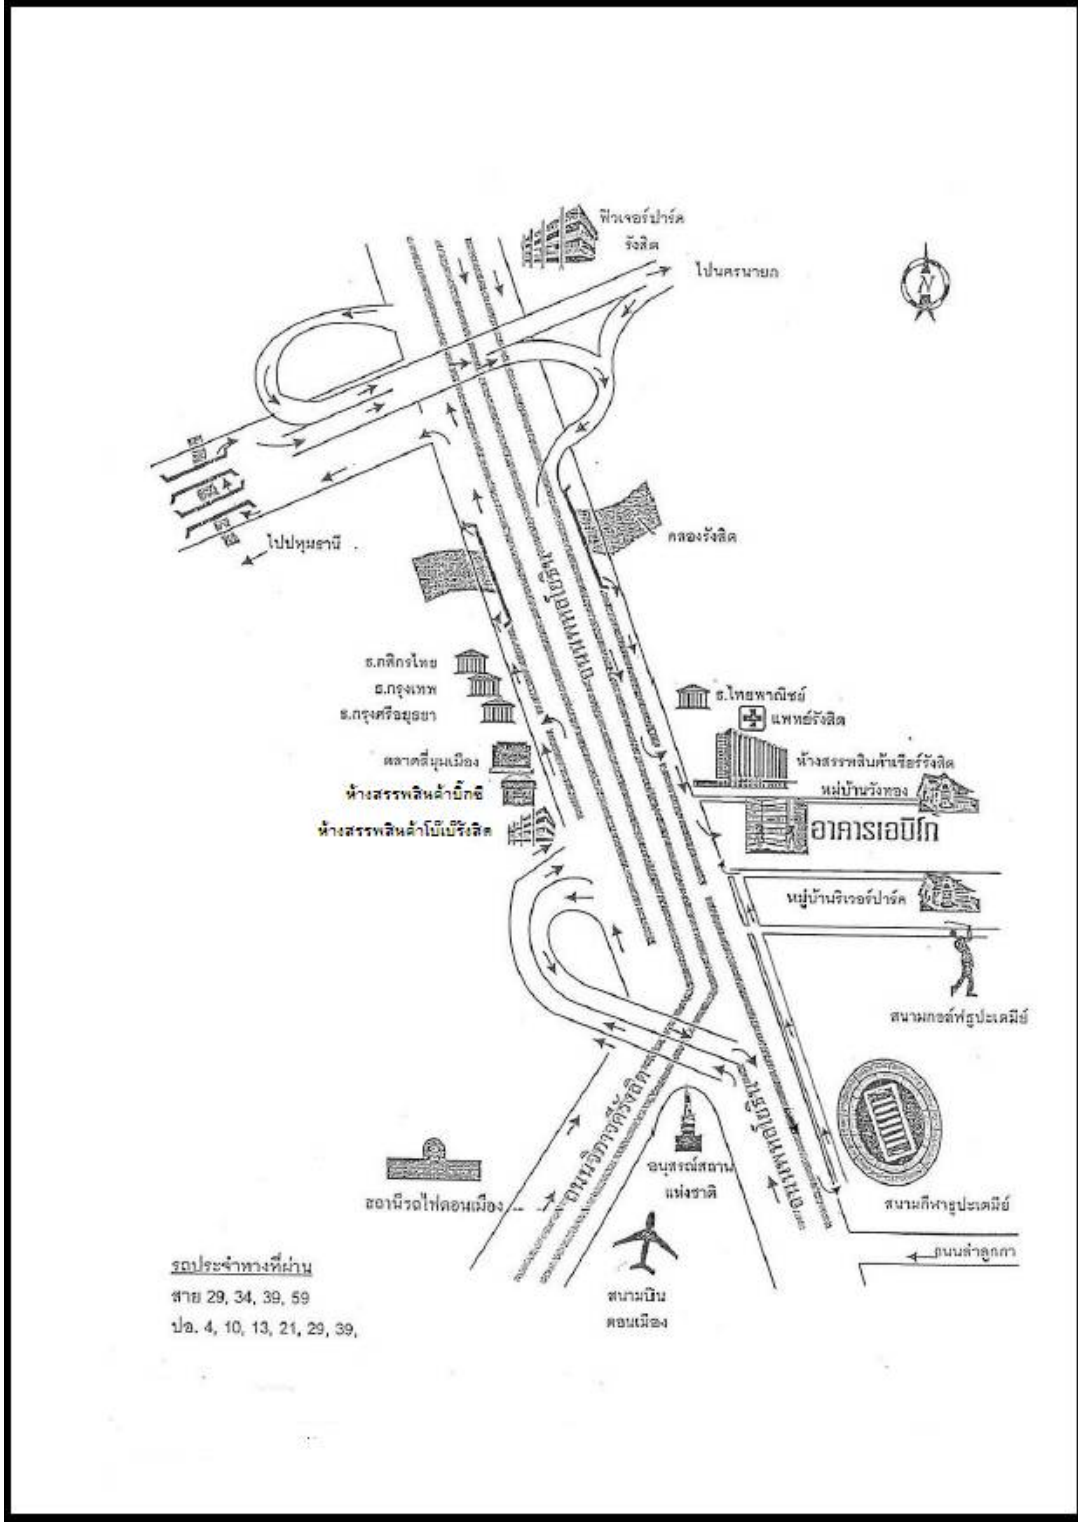 ฟิวเจอร์ปาร์ค
รังสิต
ไปนครนายก
N
คลองรังสิต
ไปปทุมธานี
ถนนพหลโยธิน
ธ.กสิกรไทย
ธ.กรุงเทพ
ธ.กรุงศรีอยุธยา
ธ.ไทยพาณิชย์
แพทย์รังสิต
ตลาดสี่มุมเมือง
ห้างสรรพสินค้าเซียร์รังสิต
ห้างสรรพสินค้าบิ๊กซี
หมู่บ้านวังทอง
ห้างสรรพสินค้าโบ๊เบ๊รังสิต
อาคารเอบิโก้
หมู่บ้านริเวอร์ปาร์ค
สนามกอล์ฟธูปะเตมีย์
ถนนวิภาวดีรังสิต
ถนนพหลโยธิน
อนุสรณ์สถาน
แห่งชาติ
สถานีรถไฟดอนเมือง
สนามกีฬาธูปะเตมีย์
ถนนลำลูกกา
รถประจำทางที่ผ่าน
สาย 29, 34, 39, 59
ปอ. 4, 10, 13, 21, 29, 39,
สนามบิน
ดอนเมือง